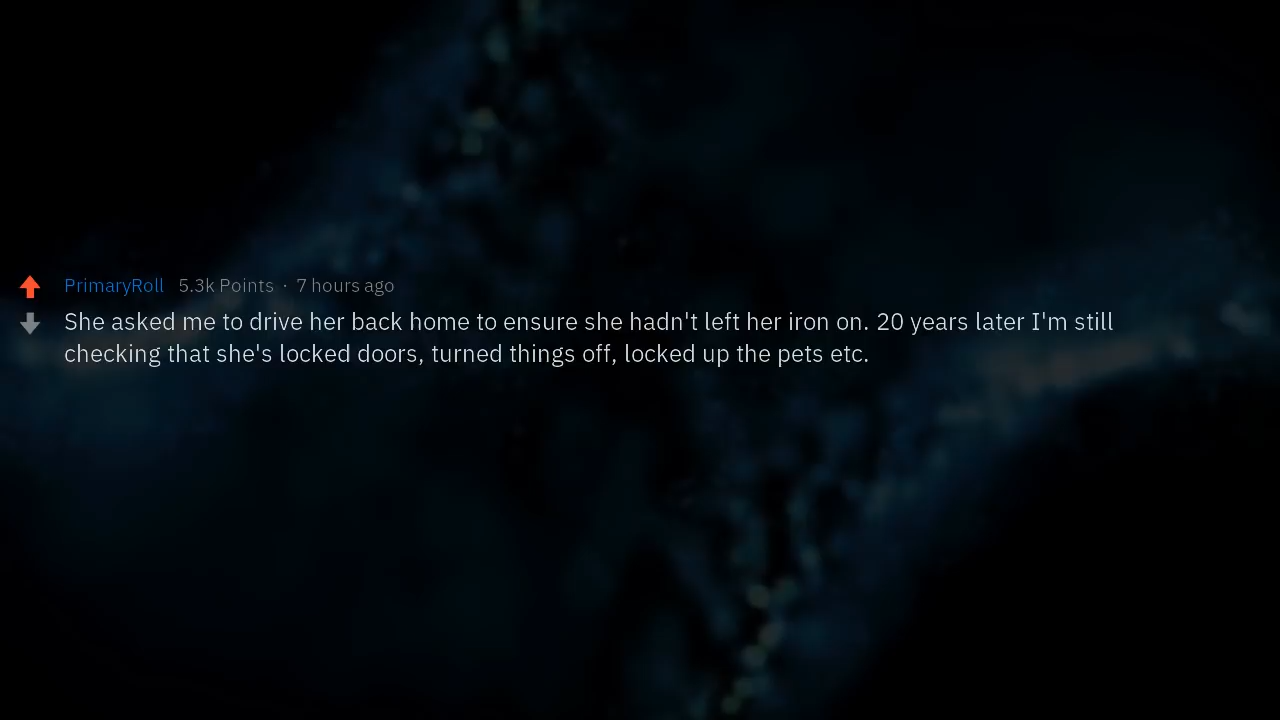 PrimaryRoll 5.3k Points · 7 hours ago
She asked me to drive her back home to ensure she hadn't left her iron on. 20 years later I'm still
checking that she's locked doors, turned things off, locked up the pets etc.